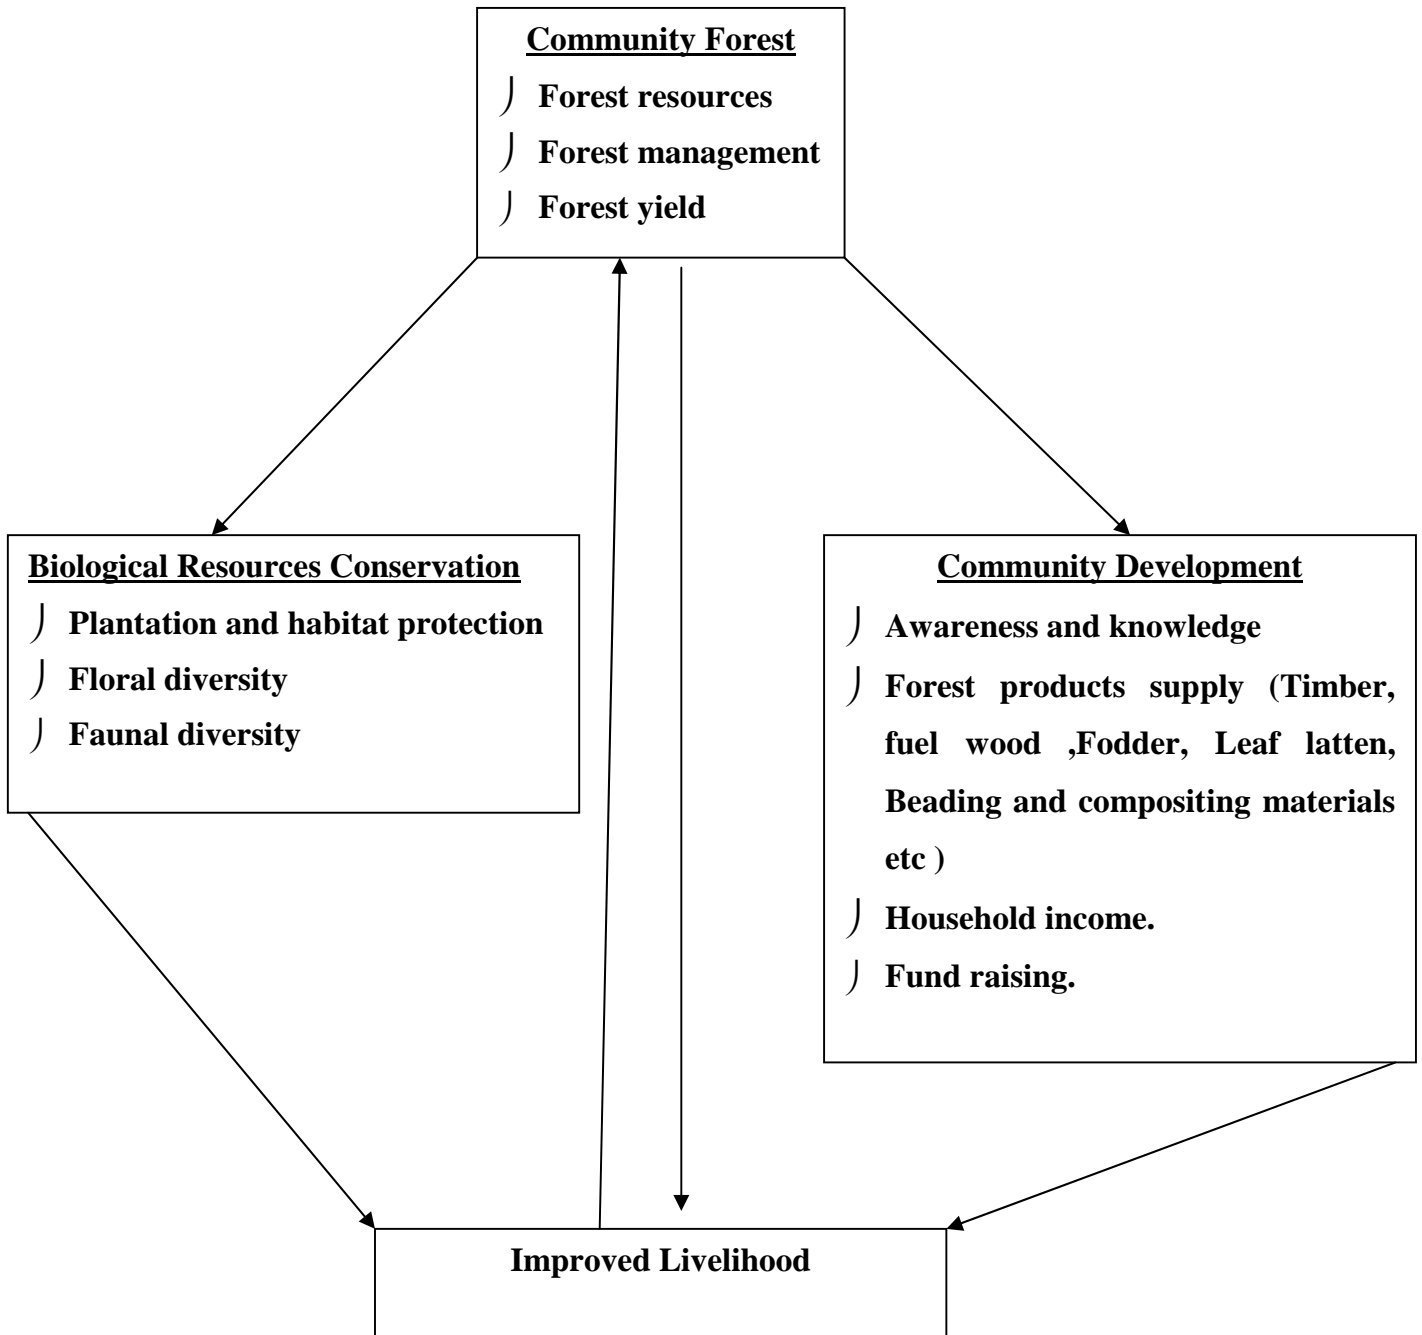 Community Forest
⌡ Forest resources
⌡ Forest management
⌡ Forest yield
Biological Resources Conservation
⌡ Plantation and habitat protection
⌡ Floral diversity
⌡ Faunal diversity
Community Development
⌡ Awareness and knowledge
⌡ Forest products supply (Timber,
fuel wood ,Fodder, Leaf latten,
Beading and compositing materials
etc )
⌡ Household income.
⌡ Fund raising.
Improved Livelihood